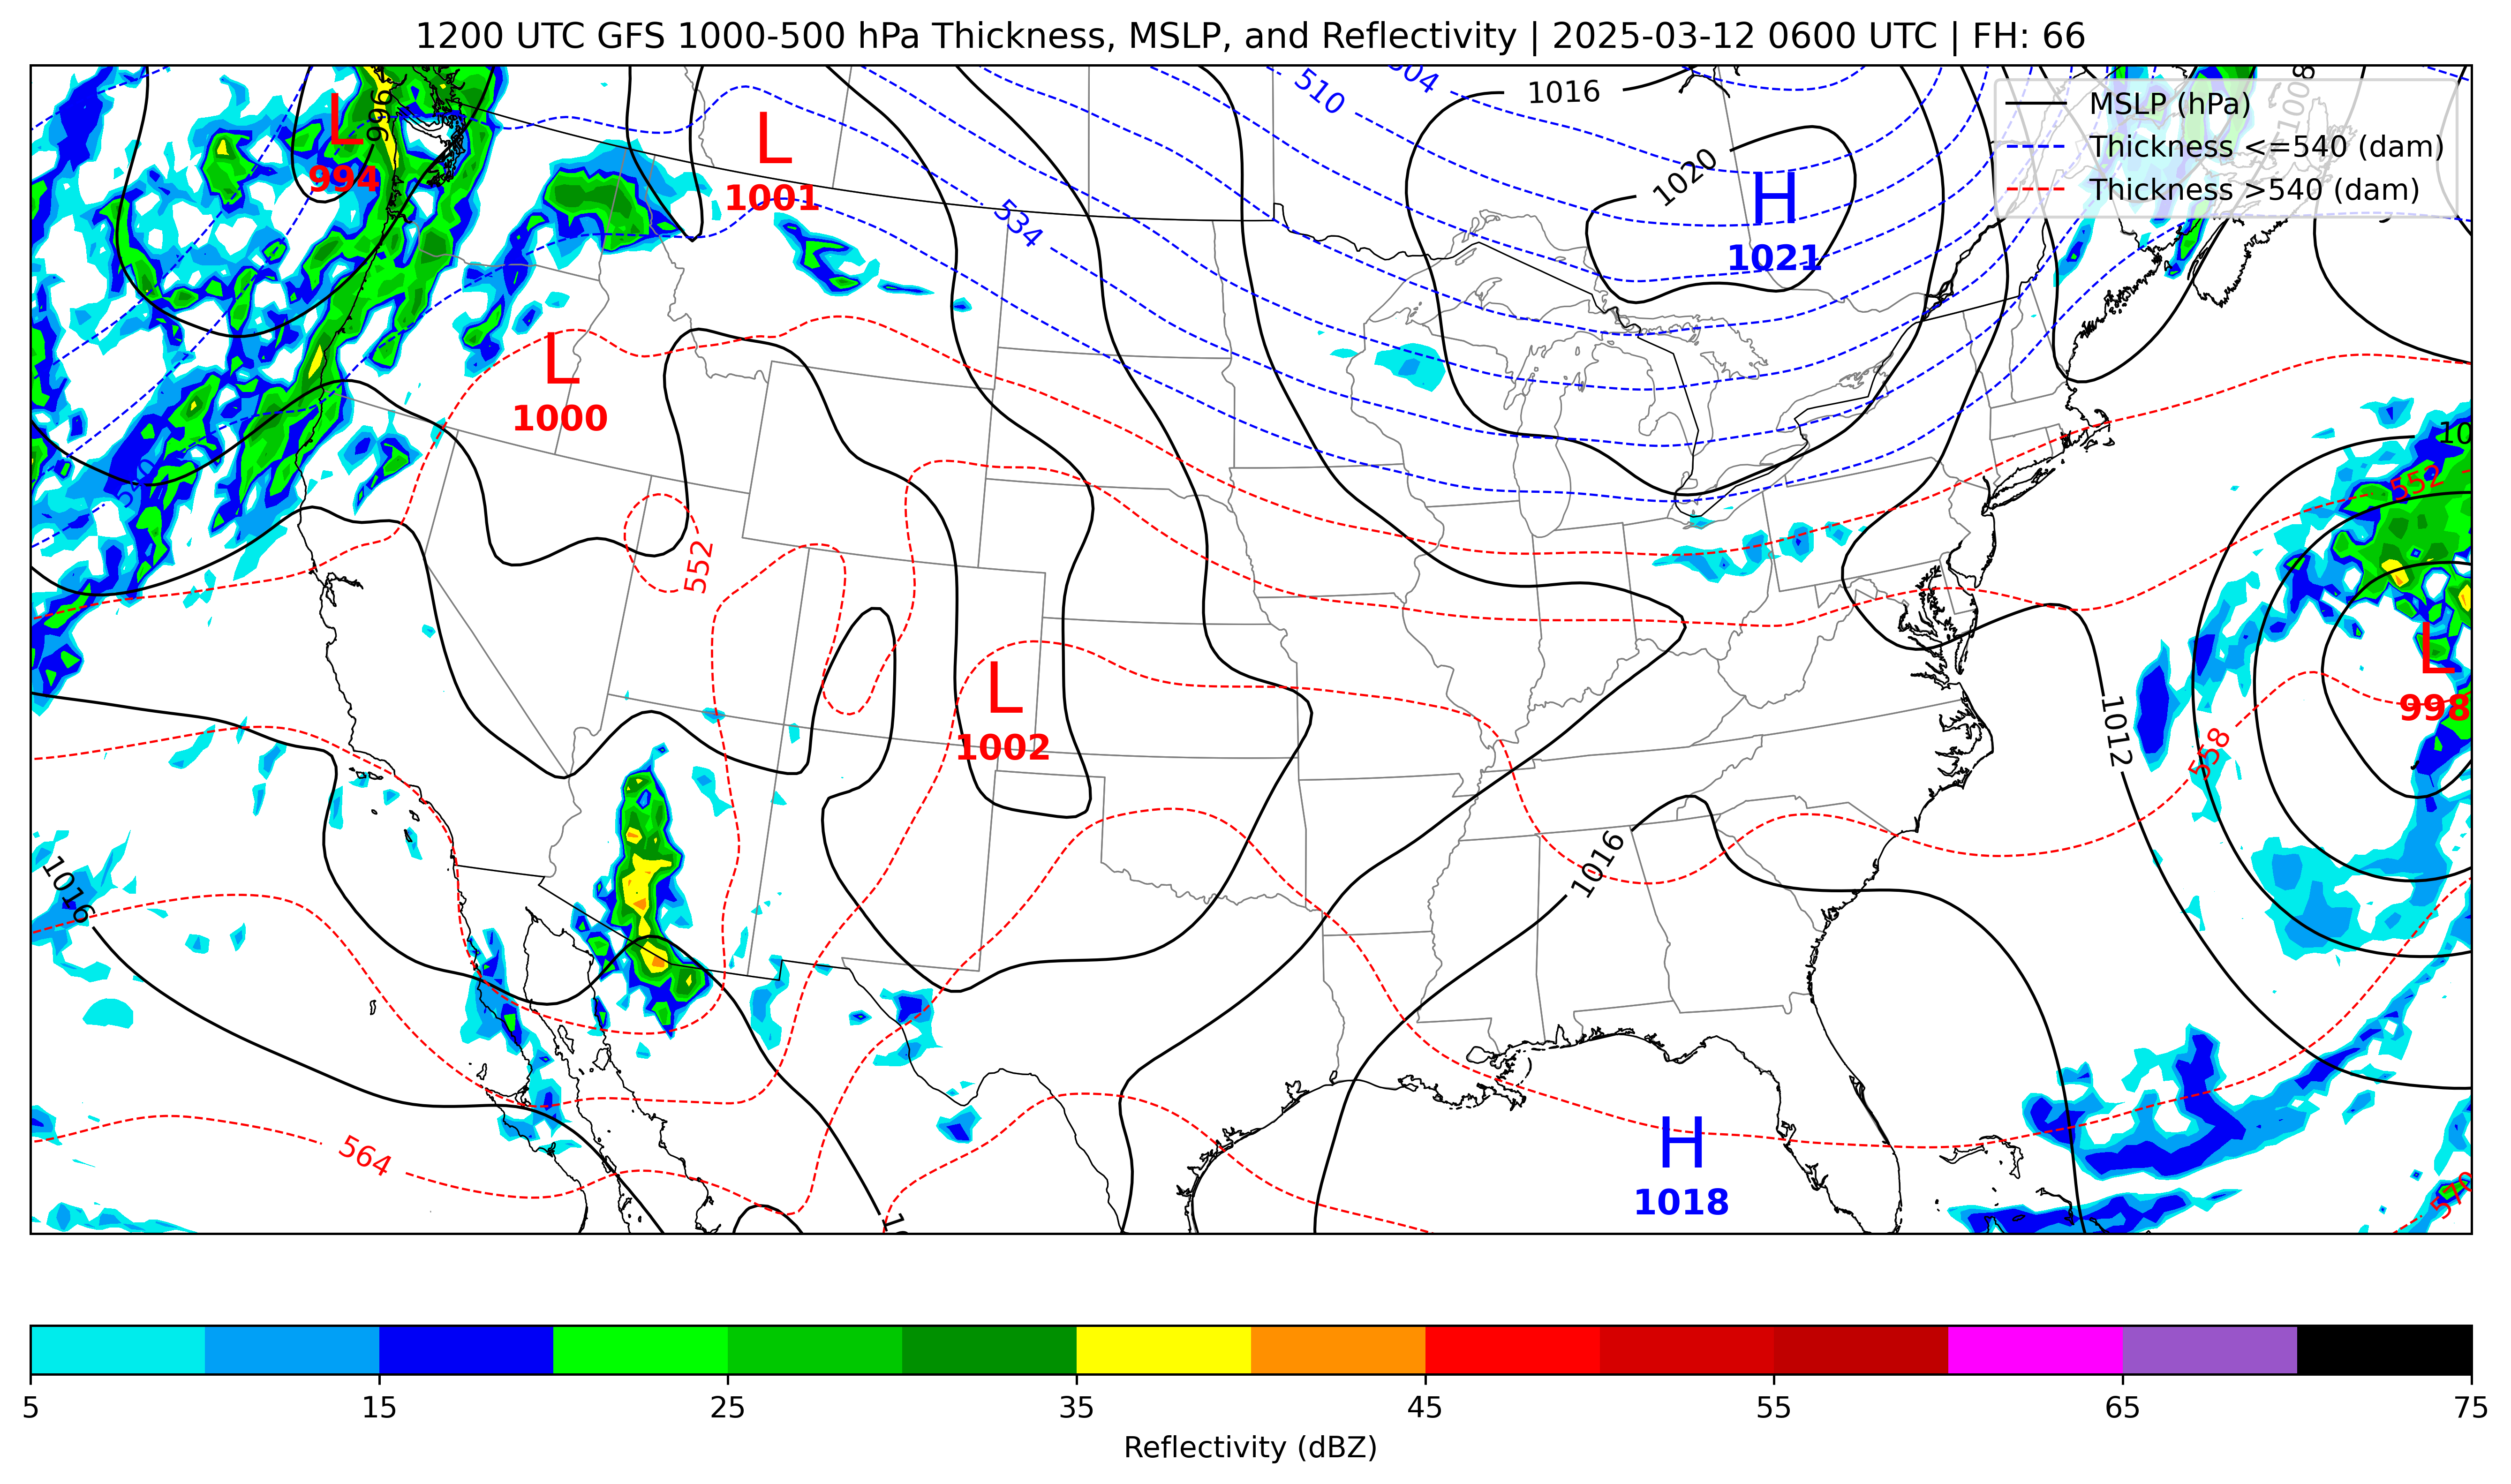 1200 UTC GFS 1000-500 hPa Thickness, MSLP, and Reflectivity | 2025-03-12 0600 UTC | FH: 66
MSLP (hPa)
Thickness <=540 (dam)
Thickness >540 (dam)
996
L
994
L
1001
510
1016
1020
H
1021
1008
534
L
1000
552
552
L
1002
L
998
1012
558
1016
1016
564
H
1018
570
5 15 25 35 45 55 65 75
Reflectivity (dBZ)